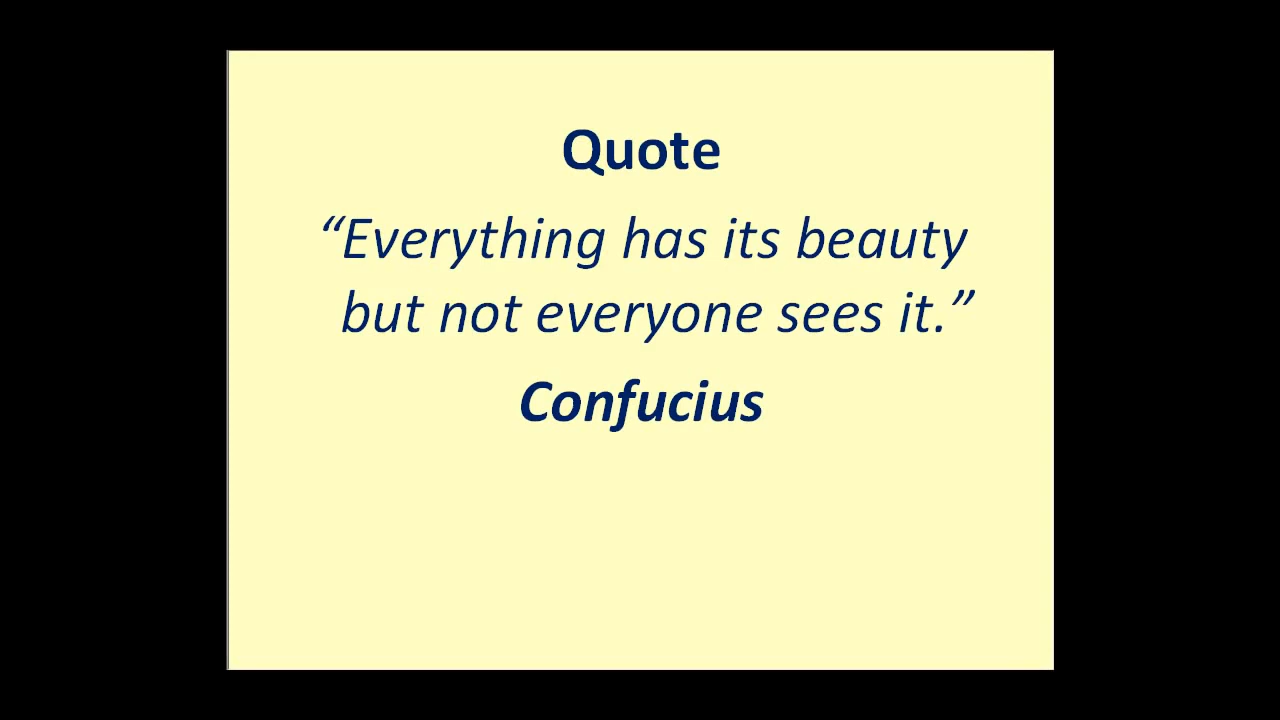 Quote
“Everything has its beauty
but not everyone sees it.”
Confucius